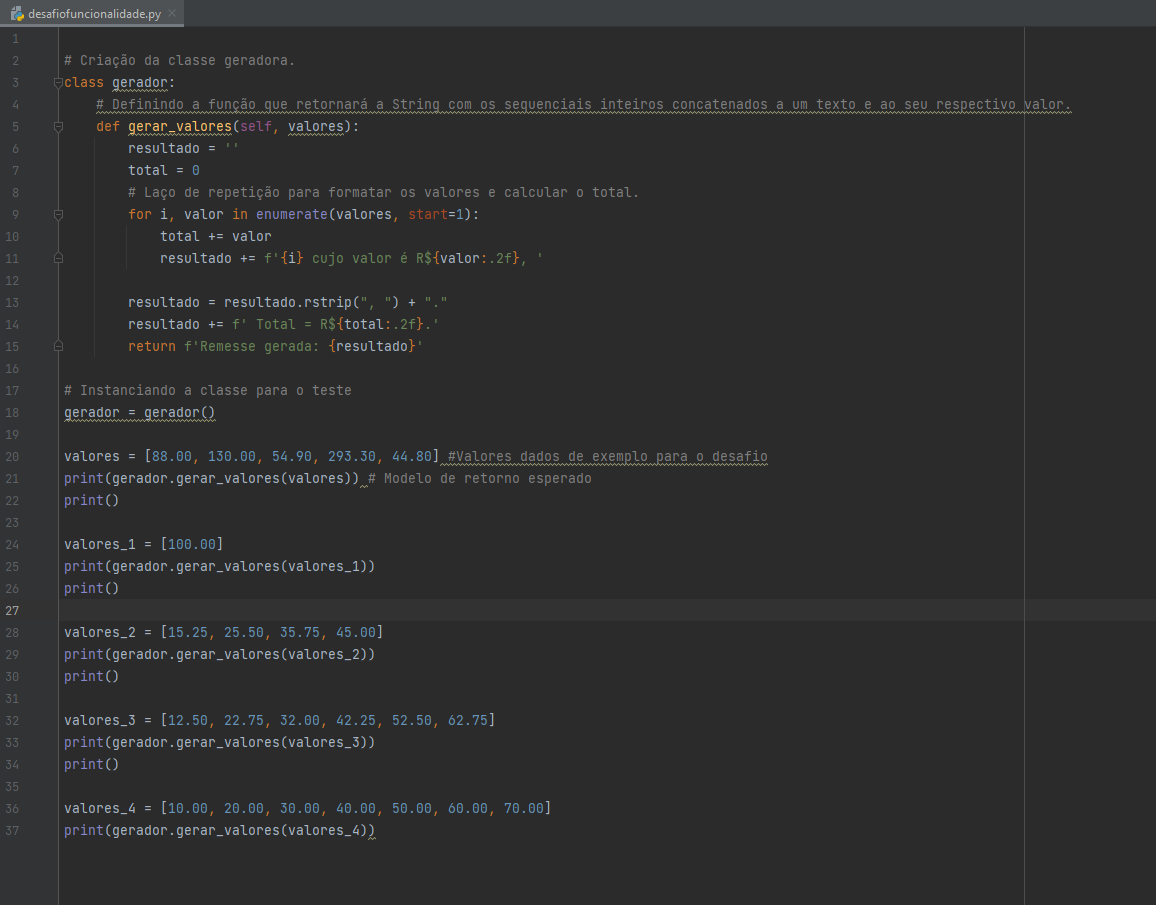 desafiofuncionalidade.py
1
2 # Criação da classe geradora.
3 class gerador:
4     # Definindo a função que retornará a String com os sequenciais inteiros concatenados a um texto e ao seu respectivo valor.
5     def gerar_valores(self, valores):
6         resultado = ''
7         total = 0
8         # Laço de repetição para formatar os valores e calcular o total.
9         for i, valor in enumerate(valores, start=1):
10             total += valor
11             resultado += f'{i} cujo valor é R${valor:.2f}, '
12
13         resultado = resultado.rstrip(", ") + "."
14         resultado += f' Total = R${total:.2f}.'
15         return f'Remesse gerada: {resultado}'
16
17 # Instanciando a classe para o teste
18 gerador = gerador()
19
20 valores = [88.00, 130.00, 54.90, 293.30, 44.80] #Valores dados de exemplo para o desafio
21 print(gerador.gerar_valores(valores)) # Modelo de retorno esperado
22 print()
23
24 valores_1 = [100.00]
25 print(gerador.gerar_valores(valores_1))
26 print()
27
28 valores_2 = [15.25, 25.50, 35.75, 45.00]
29 print(gerador.gerar_valores(valores_2))
30 print()
31
32 valores_3 = [12.50, 22.75, 32.00, 42.25, 52.50, 62.75]
33 print(gerador.gerar_valores(valores_3))
34 print()
35
36 valores_4 = [10.00, 20.00, 30.00, 40.00, 50.00, 60.00, 70.00]
37 print(gerador.gerar_valores(valores_4))